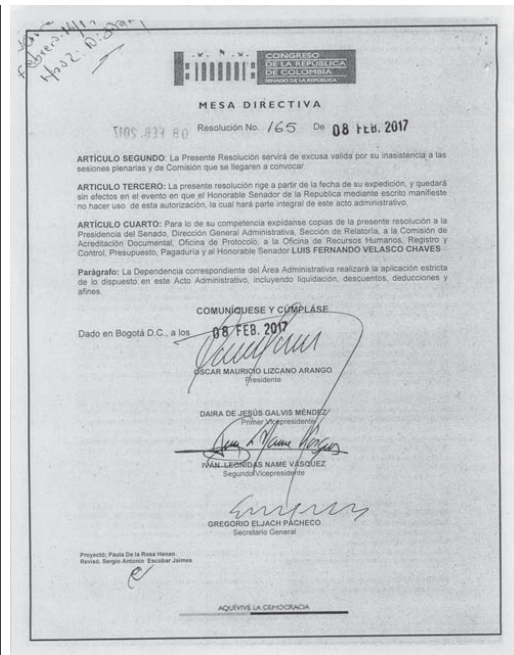 CONGRESO
DE LA REPÚBLICA
DE COLOMBIA
SENADO DE LA REPÚBLICA
MESA DIRECTIVA
08 FEB. 2017 Resolución No. 165 De 08 FEB. 2017
ARTÍCULO SEGUNDO: La Presente Resolución servirá de excusa valida por su inasistencia a las
sesiones plenarias y de Comisión que se llegaren a convocar.
ARTICULO TERCERO: La presente resolución rige a partir de la fecha de su expedición, y quedará
sin efectos en el evento en que el Honorable Senador de la Republica mediante escrito manifieste
no hacer uso de esta autorización, la cual hará parte integral de este acto administrativo.
ARTÍCULO CUARTO: Para lo de su competencia expídanse copias de la presente resolución a la
Presidencia del Senado, Dirección General Administrativa, Sección de Relatoría, a la Comisión de
Acreditación Documental, Oficina de Protocolo, a la Oficina de Recursos Humanos, Registro y
Control, Presupuesto, Pagaduría y al Honorable Senador LUIS FERNANDO VELASCO CHAVES
Parágrafo: La Dependencia correspondiente del Área Administrativa realizará la aplicación estricta
de lo dispuesto en este Acto Administrativo, incluyendo liquidación, descuentos, deducciones y
afines.
COMUNÍQUESE Y CÚMPLASE
Dado en Bogotá D.C., a los 08 FEB. 2017
OSCAR MAURICIO LIZCANO ARANGO
Presidente
DAIRA DE JESÚS GALVIS MÉNDEZ
Primer Vicepresidente
IVÁN LEONIDAS NAME VÁSQUEZ
Segundo Vicepresidente
GREGORIO ELJACH PACHECO
Secretario General
Proyectó: Paula De la Rosa Henao
Revisó. Sergio Antonio Escobar Jaimes
AQUÍVIVE LA DEMOCRACIA